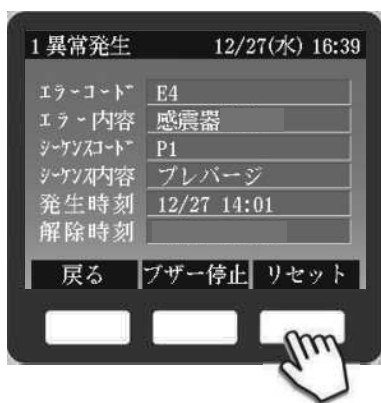 1 異常発生 12/27(水) 16:39
ｴﾗｰｺｰﾄﾞ E4
エラー内容 感震器
ｼｰｹﾝｽｺｰﾄﾞ P1
ｼｰｹﾝｽ内容 プレパージ
発生時刻 12/27 14:01
解除時刻
戻る ブザー停止 リセット